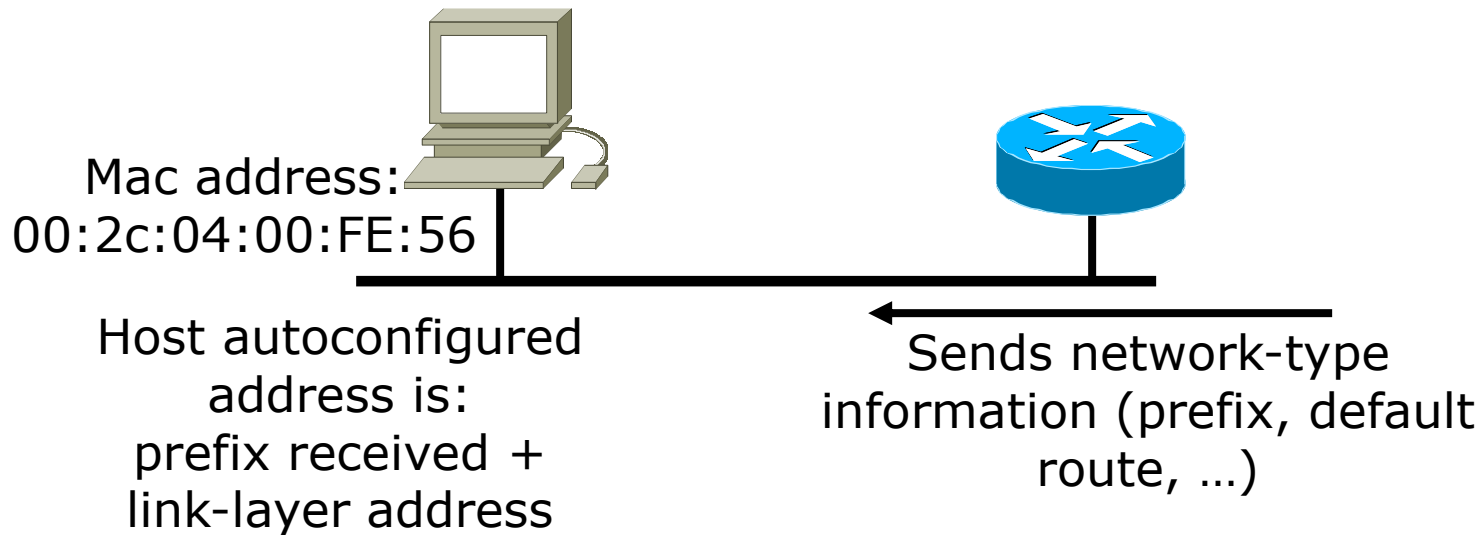 Mac address:
00:2c:04:00:FE:56
Host autoconfigured
address is:
prefix received +
link-layer address
Sends network-type
information (prefix, default
route, …)